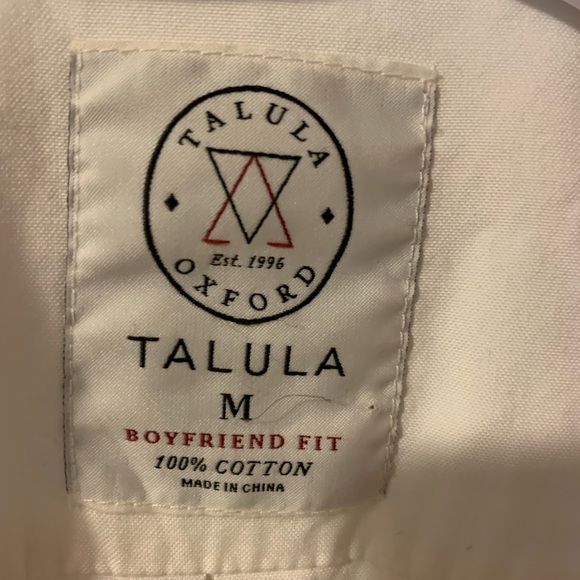 TALULA
Est. 1996
OXFORD
TALULA
M
BOYFRIEND FIT
100% COTTON
MADE IN CHINA